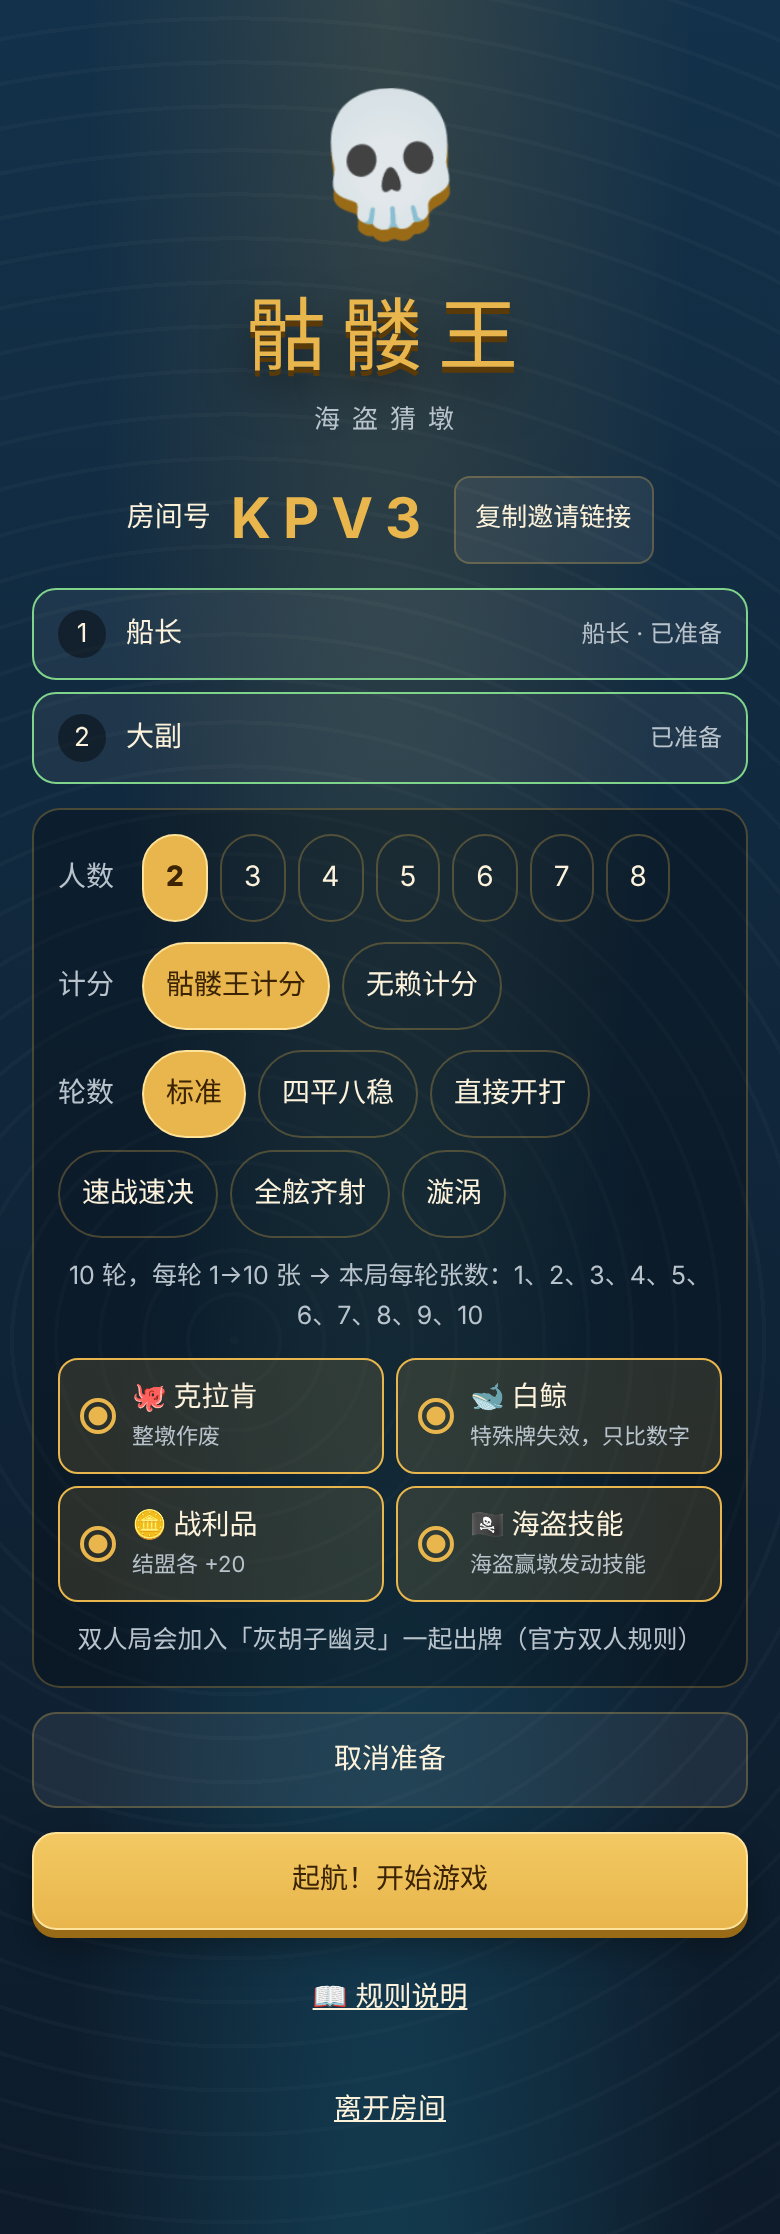 骷髅王
海盗猜墩
房间号 KPV3 复制邀请链接
1 船长 船长 · 已准备
2 大副 已准备
人数 2 3 4 5 6 7 8
计分 骷髅王计分 无赖计分
轮数 标准 四平八稳 直接开打
速战速决 全舷齐射 漩涡
10 轮，每轮 1→10 张 → 本局每轮张数：1、2、3、4、5、
6、7、8、9、10
🐙 克拉肯
整墩作废
🐋 白鲸
特殊牌失效，只比数字
🪙 战利品
结盟各 +20
🏴‍☠️ 海盗技能
海盗赢墩发动技能
双人局会加入「灰胡子幽灵」一起出牌（官方双人规则）
取消准备
起航！开始游戏
📖 规则说明
离开房间